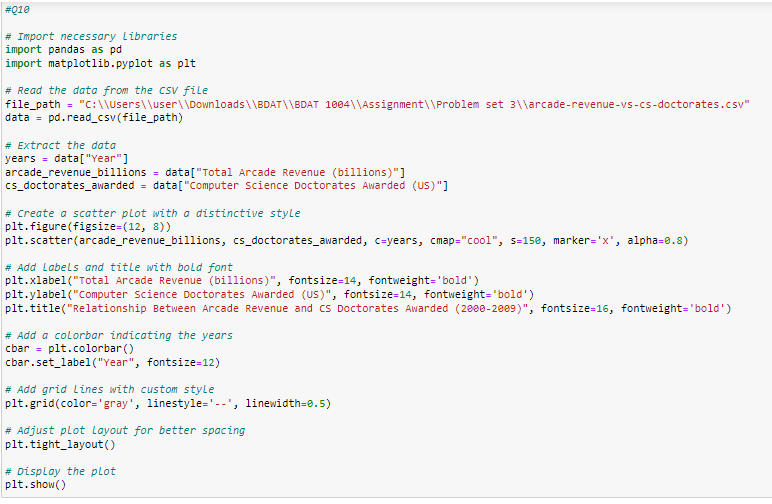 #Q10
# Import necessary libraries
import pandas as pd
import matplotlib.pyplot as plt
# Read the data from the CSV file
file_path = "C:\\Users\\user\\Downloads\\BDAT\\BDAT 1004\\Assignment\\Problem set 3\\arcade-revenue-vs-cs-doctorates.csv"
data = pd.read_csv(file_path)
# Extract the data
years = data["Year"]
arcade_revenue_billions = data["Total Arcade Revenue (billions)"]
cs_doctorates_awarded = data["Computer Science Doctorates Awarded (US)"]
# Create a scatter plot with a distinctive style
plt.figure(figsize=(12, 8))
plt.scatter(arcade_revenue_billions, cs_doctorates_awarded, c=years, cmap="cool", s=150, marker='x', alpha=0.8)
# Add labels and title with bold font
plt.xlabel("Total Arcade Revenue (billions)", fontsize=14, fontweight='bold')
plt.ylabel("Computer Science Doctorates Awarded (US)", fontsize=14, fontweight='bold')
plt.title("Relationship Between Arcade Revenue and CS Doctorates Awarded (2000-2009)", fontsize=16, fontweight='bold')
# Add a colorbar indicating the years
cbar = plt.colorbar()
cbar.set_label("Year", fontsize=12)
# Add grid lines with custom style
plt.grid(color='gray', linestyle='--', linewidth=0.5)
# Adjust plot layout for better spacing
plt.tight_layout()
# Display the plot
plt.show()